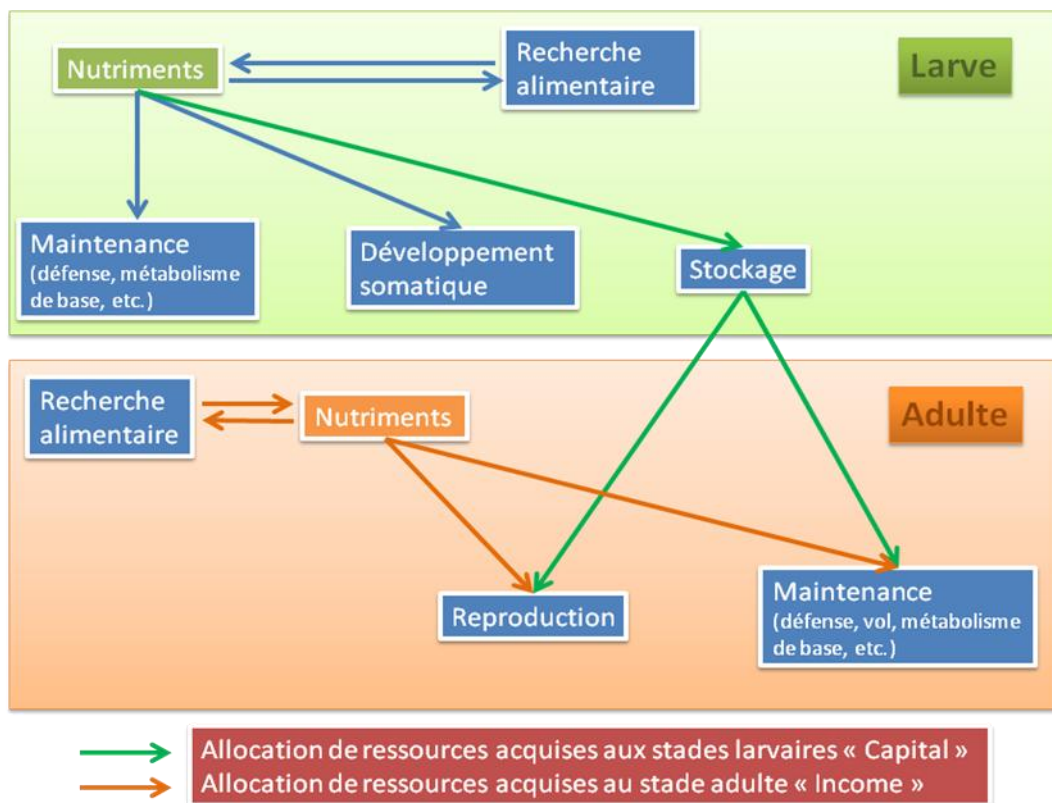 Nutriments
Recherche
alimentaire
Larve
Maintenance
(défense, métabolisme
de base, etc.)
Développement
somatique
Stockage
Recherche
alimentaire
Nutriments
Adulte
Reproduction
Maintenance
(défense, vol, métabolisme
de base, etc.)
Allocation de ressources acquises aux stades larvaires « Capital »
Allocation de ressources acquises au stade adulte « Income »